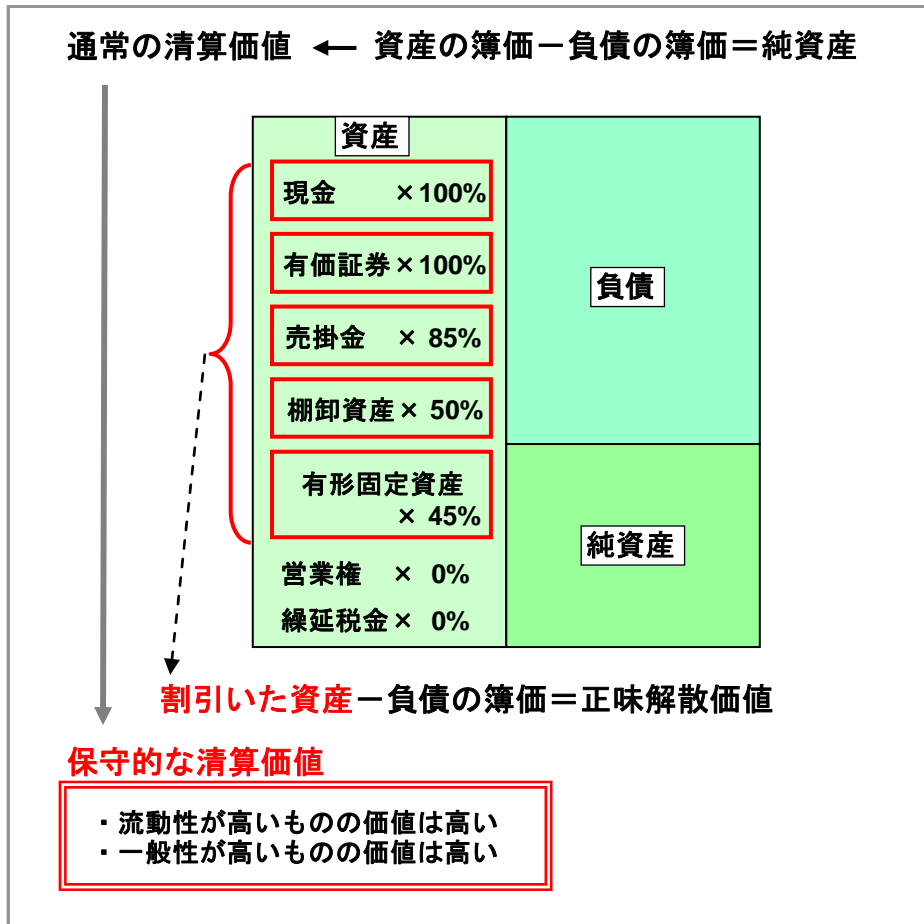 通常の清算価値 ← 資産の簿価－負債の簿価＝純資産
資産
現金 ×100%
有価証券×100%
売掛金 × 85%
棚卸資産× 50%
有形固定資産
× 45%
営業権 × 0%
繰延税金× 0%
負債
純資産
割引いた資産－負債の簿価＝正味解散価値
保守的な清算価値
・流動性が高いものの価値は高い
・一般性が高いものの価値は高い